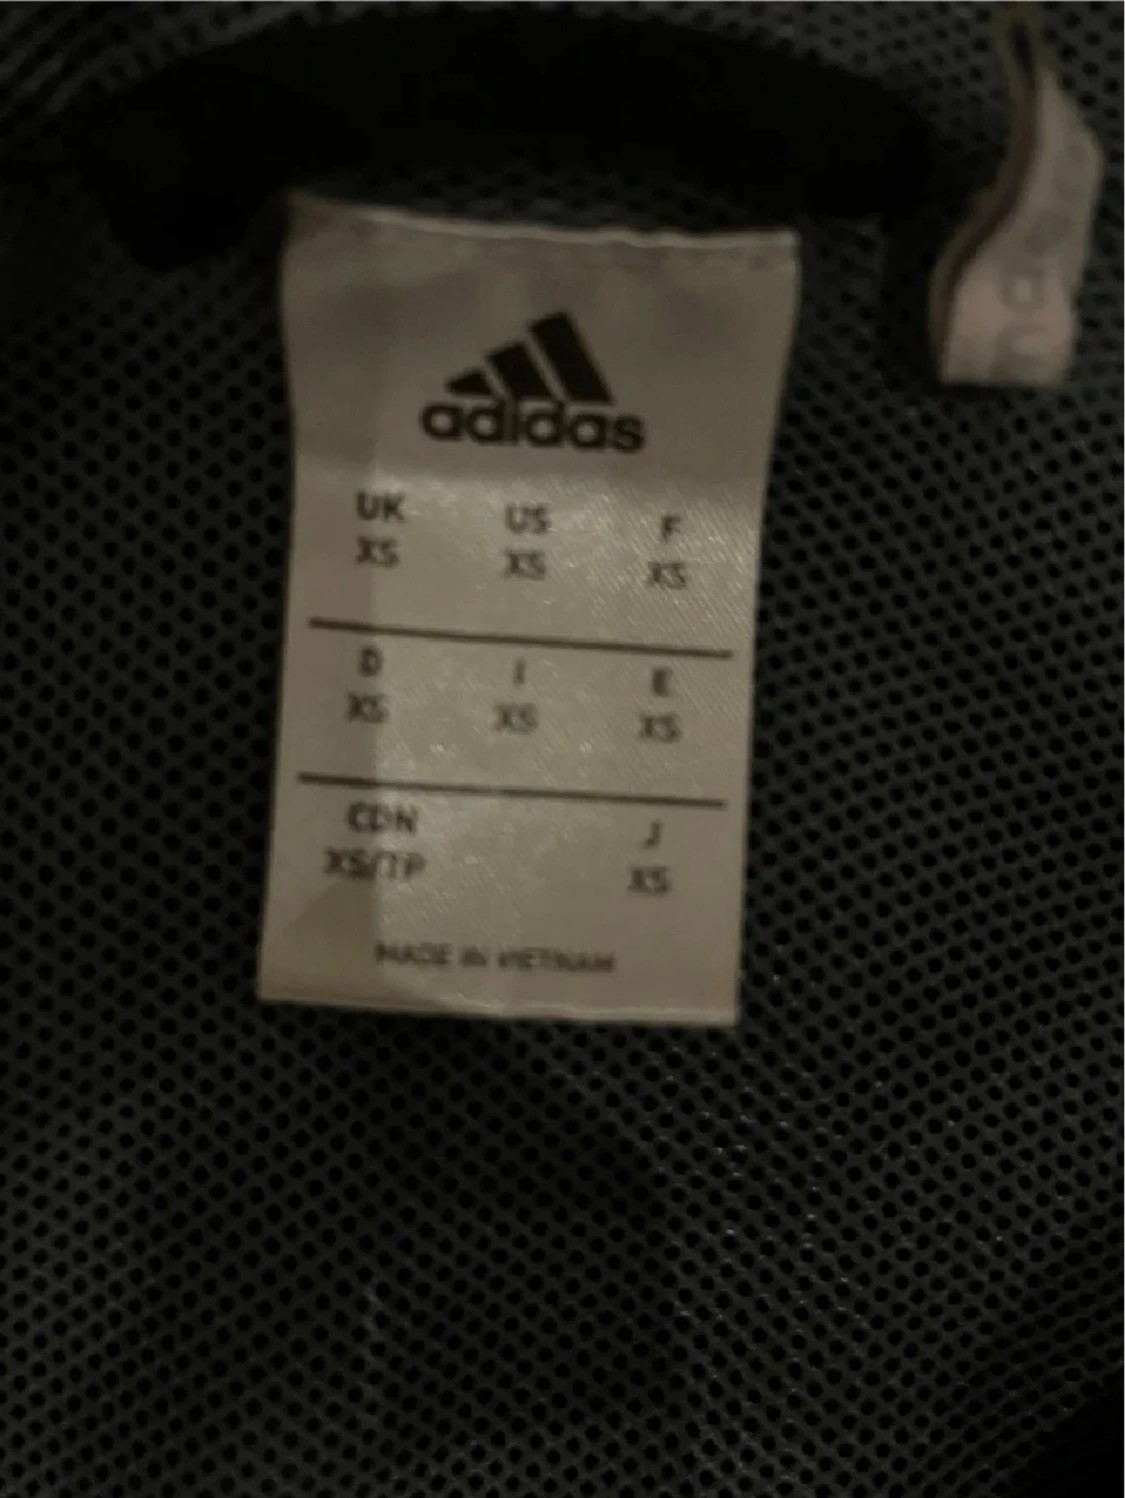 adidas
UK US F
XS XS XS
D I E
XS XS XS
CDN J
XS/TP XS
MADE IN VIETNAM